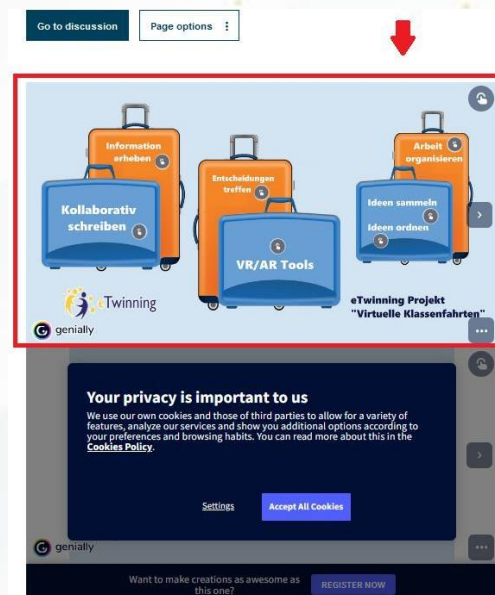 Go to discussion
Page options
Information
erheben
Entscheidungen
treffen
Arbeit
organisieren
Kollaborativ
schreiben
VR/AR Tools
Ideen sammeln
Ideen ordnen
eTwinning
eTwinning Projekt
"Virtuelle Klassenfahrten"
genially
Your privacy is important to us
We use our own cookies and those of third parties to allow for a variety of
features, analyze our services and show you additional options according to
your preferences and browsing habits. You can read more about this in the
Cookies Policy.
Settings
Accept All Cookies
genially
Want to make creations as awesome as
this one?
REGISTER NOW